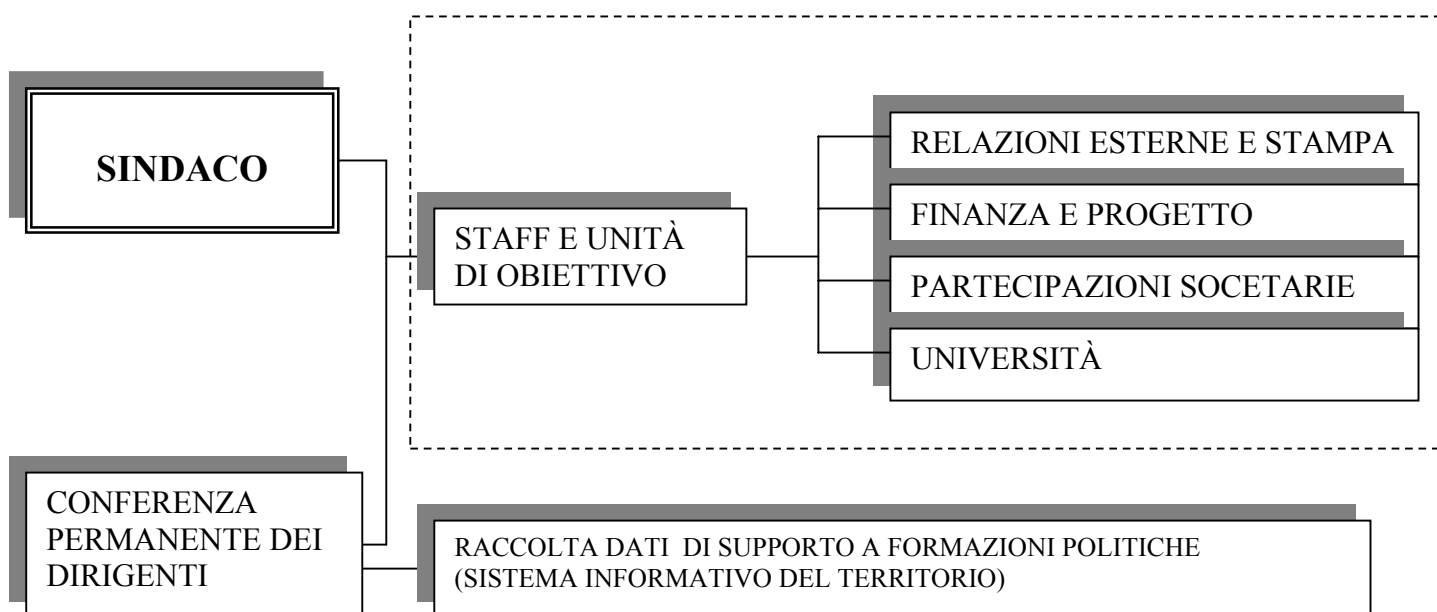 SINDACO
STAFF E UNITÀ
DI OBIETTIVO
RELAZIONI ESTERNE E STAMPA
FINANZA E PROGETTO
PARTECIPAZIONI SOCETARIE
UNIVERSITÀ
CONFERENZA
PERMANENTE DEI
DIRIGENTI
RACCOLTA DATI DI SUPPORTO A FORMAZIONI POLITICHE
(SISTEMA INFORMATIVO DEL TERRITORIO)